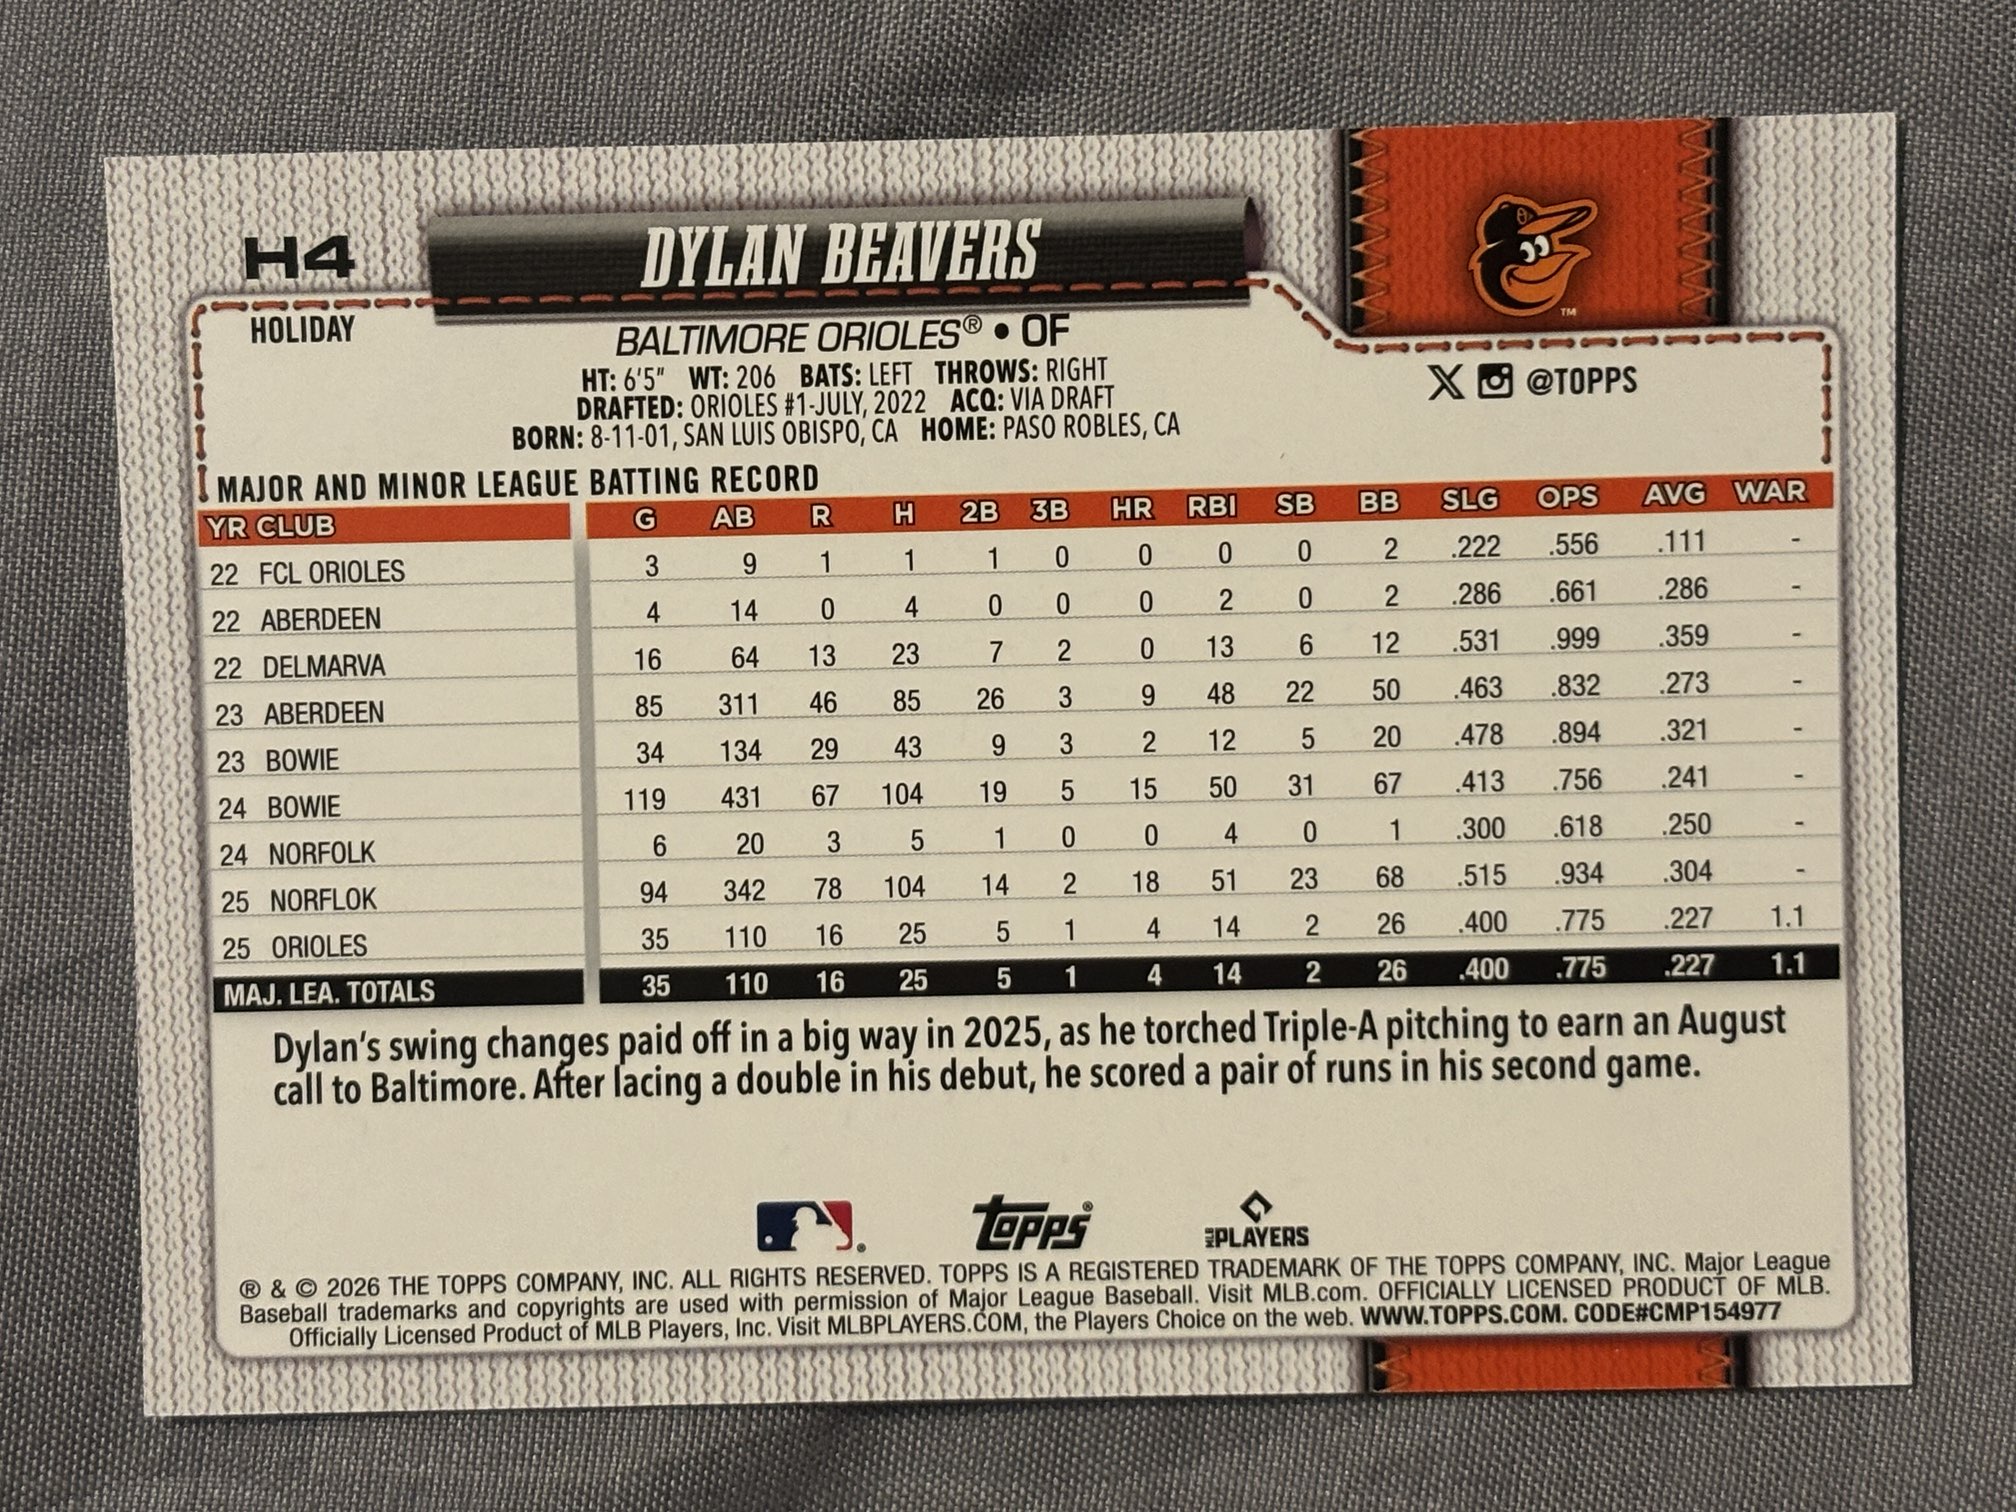 H4
DYLAN BEAVERS
HOLIDAY
BALTIMORE ORIOLES® • OF
HT: 6'5" WT: 206 BATS: LEFT THROWS: RIGHT
DRAFTED: ORIOLES #1-JULY, 2022 ACQ: VIA DRAFT
BORN: 8-11-01, SAN LUIS OBISPO, CA HOME: PASO ROBLES, CA
TM
X @TOPPS
MAJOR AND MINOR LEAGUE BATTING RECORD
YR CLUB G AB R H 2B 3B HR RBI SB BB SLG OPS AVG WAR
22 FCL ORIOLES 3 9 1 1 1 0 0 0 0 2 .222 .556 .111 -
22 ABERDEEN 4 14 0 4 0 0 0 2 0 2 .286 .661 .286 -
22 DELMARVA 16 64 13 23 7 2 0 13 6 12 .531 .999 .359 -
23 ABERDEEN 85 311 46 85 26 3 9 48 22 50 .463 .832 .273 -
23 BOWIE 34 134 29 43 9 3 2 12 5 20 .478 .894 .321 -
24 BOWIE 119 431 67 104 19 5 15 50 31 67 .413 .756 .241 -
24 NORFOLK 6 20 3 5 1 0 0 4 0 1 .300 .618 .250 -
25 NORFLOK 94 342 78 104 14 2 18 51 23 68 .515 .934 .304 -
25 ORIOLES 35 110 16 25 5 1 4 14 2 26 .400 .775 .227 1.1
MAJ. LEA. TOTALS 35 110 16 25 5 1 4 14 2 26 .400 .775 .227 1.1
Dylan's swing changes paid off in a big way in 2025, as he torched Triple-A pitching to earn an August
call to Baltimore. After lacing a double in his debut, he scored a pair of runs in his second game.
® topps® MLB PLAYERS
® & © 2026 THE TOPPS COMPANY, INC. ALL RIGHTS RESERVED. TOPPS IS A REGISTERED TRADEMARK OF THE TOPPS COMPANY, INC. Major League
Baseball trademarks and copyrights are used with permission of Major League Baseball. Visit MLB.com. OFFICIALLY LICENSED PRODUCT OF MLB.
Officially Licensed Product of MLB Players, Inc. Visit MLBPLAYERS.COM, the Players Choice on the web. WWW.TOPPS.COM. CODE#CMP154977